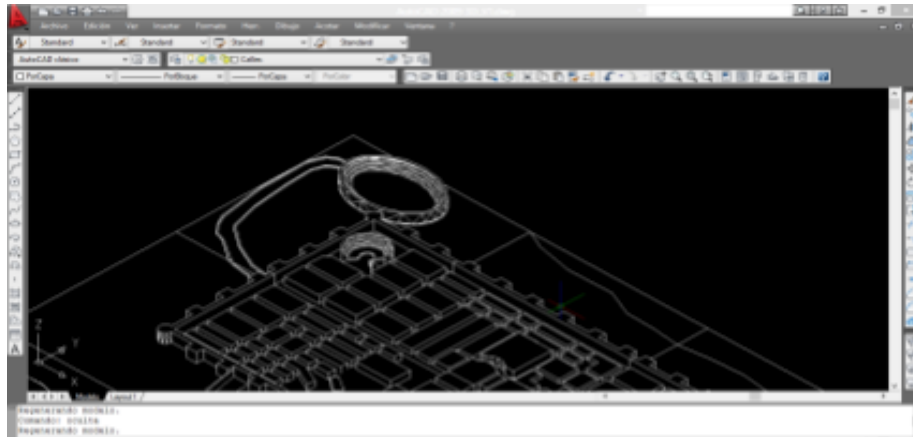 Archivo Edición Ver Insertar Formato Herr. Dibujo Acotar Modificar Ventana ?
Standard Standard Standard Standard
AutoCAD clásico Calles
PorCapa PorBloque PorCapa PorColor
Z
Y
X
Modelo Layout1
Regenerando modelo.
Comando: oculta
Regenerando modelo.